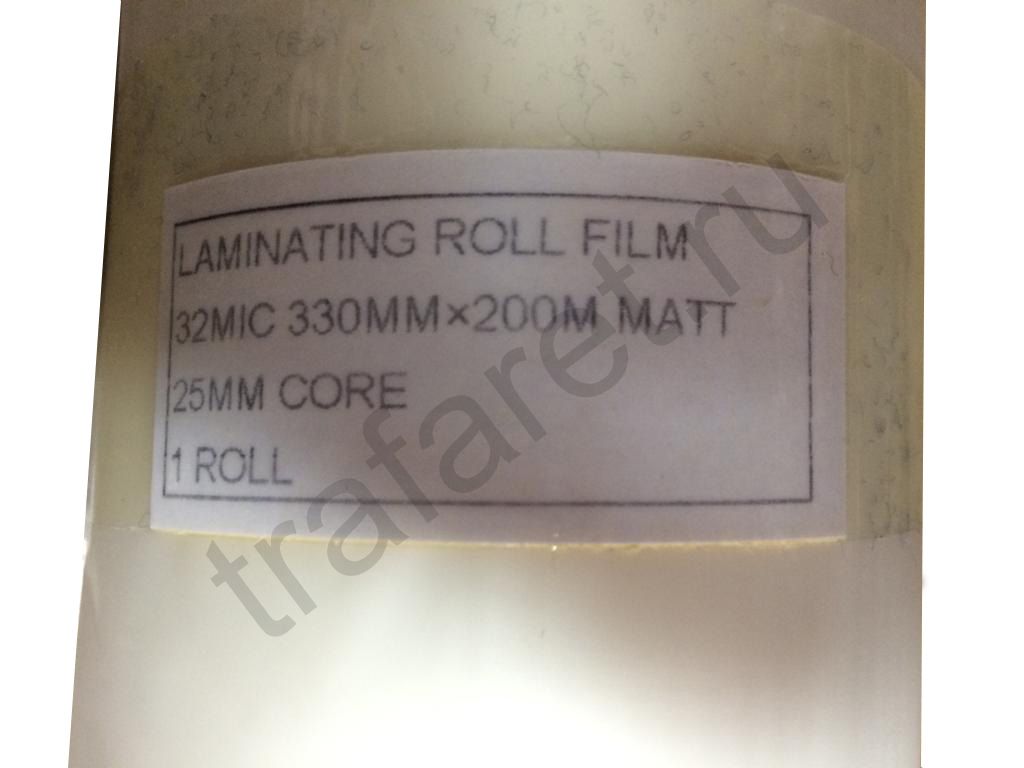 LAMINATING ROLL FILM
32MIC 330MM×200M MATT
25MM CORE
1 ROLL
trafaret.ru